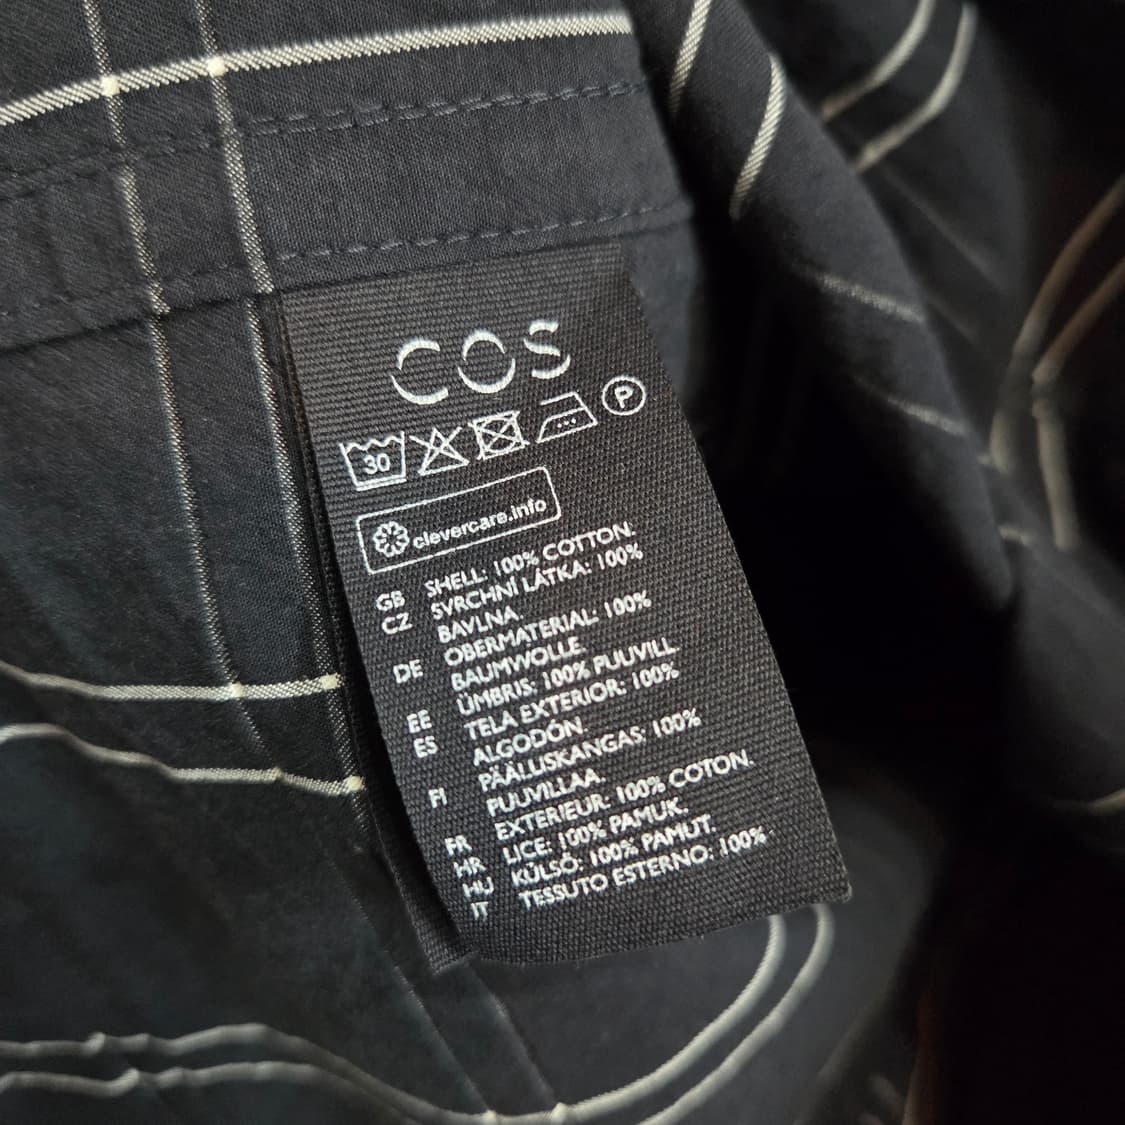 COS
30 P
clevercare.info
GB SHELL: 100% COTTON.
CZ SVRCHNÍ LÁTKA: 100%
BAVLNA.
DE OBERMATERIAL: 100%
BAUMWOLLE.
EE ÜMBRIS: 100% PUUVILL.
ES TELA EXTERIOR: 100%
ALGODÓN.
FI PÄÄLLISKANGAS: 100%
PUUVILLAA.
FR EXTERIEUR: 100% COTON.
HR LICE: 100% PAMUK.
HU KÜLSŐ: 100% PAMUT.
IT TESSUTO ESTERNO: 100%